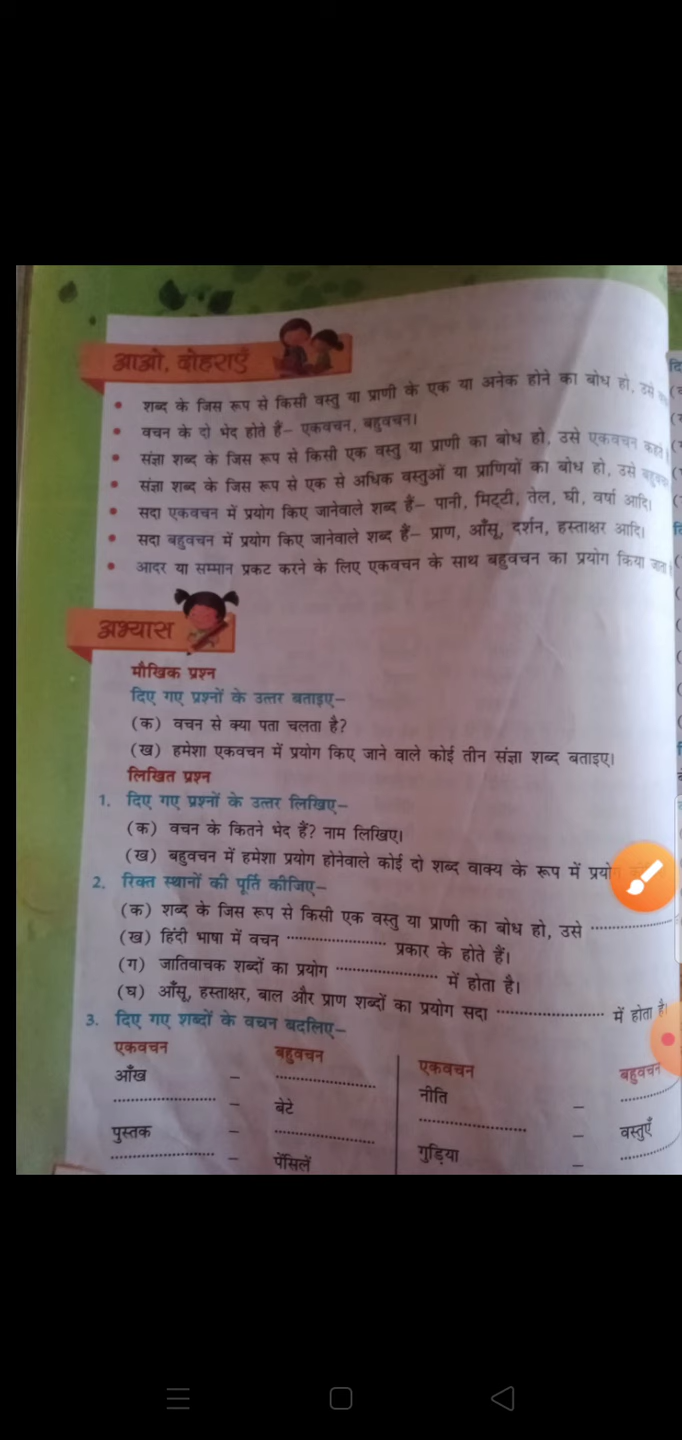 आओ, दोहराएँ
• शब्द के जिस रूप से किसी वस्तु या प्राणी के एक या अनेक होने का बोध हो, उसे
• वचन के दो भेद होते हैं– एकवचन, बहुवचन।
• संज्ञा शब्द के जिस रूप से किसी एक वस्तु या प्राणी का बोध हो, उसे एकवचन कहते
• संज्ञा शब्द के जिस रूप से एक से अधिक वस्तुओं या प्राणियों का बोध हो, उसे
• सदा एकवचन में प्रयोग किए जानेवाले शब्द हैं– पानी, मिट्टी, तेल, घी, वर्षा आदि।
• सदा बहुवचन में प्रयोग किए जानेवाले शब्द हैं– प्राण, आँसू, दर्शन, हस्ताक्षर आदि।
• आदर या सम्मान प्रकट करने के लिए एकवचन के साथ बहुवचन का प्रयोग किया जाता
अभ्यास
मौखिक प्रश्न
दिए गए प्रश्नों के उत्तर बताइए–
(क) वचन से क्या पता चलता है?
(ख) हमेशा एकवचन में प्रयोग किए जाने वाले कोई तीन संज्ञा शब्द बताइए।
लिखित प्रश्न
1. दिए गए प्रश्नों के उत्तर लिखिए–
(क) वचन के कितने भेद हैं? नाम लिखिए।
(ख) बहुवचन में हमेशा प्रयोग होनेवाले कोई दो शब्द वाक्य के रूप में
2. रिक्त स्थानों की पूर्ति कीजिए–
(क) शब्द के जिस रूप से किसी एक वस्तु या प्राणी का बोध हो, उसे ....................
(ख) हिंदी भाषा में वचन ........................ प्रकार के होते हैं।
(ग) जातिवाचक शब्दों का प्रयोग ........................ में होता है।
(घ) आँसू, हस्ताक्षर, बाल और प्राण शब्दों का प्रयोग सदा ........................ में होता है।
3. दिए गए शब्दों के वचन बदलिए–
एकवचन बहुवचन एकवचन बहुवचन
आँख – ........................ नीति – ................
........................ – बेटे ........................ – वस्तुएँ
पुस्तक – ........................ गुड़िया – ................
........................ – पेंसिलें